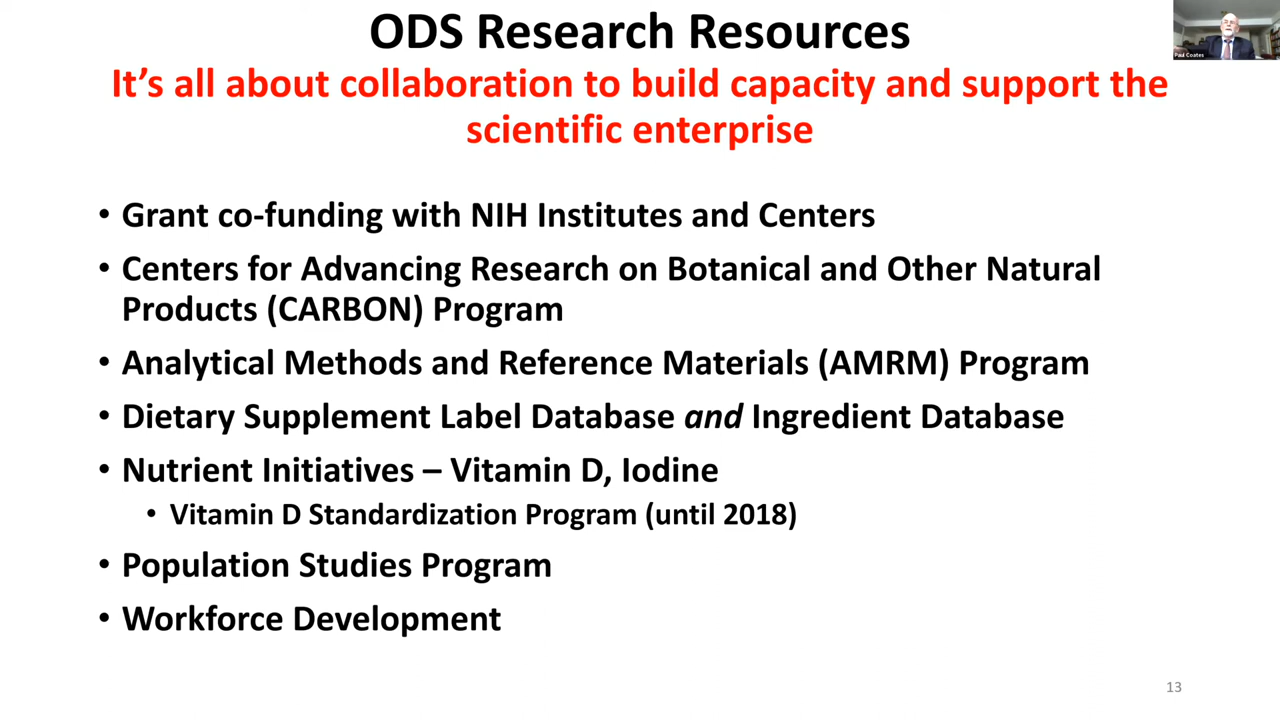 ODS Research Resources
It's all about collaboration to build capacity and support the
scientific enterprise
Paul Coates
• Grant co-funding with NIH Institutes and Centers
• Centers for Advancing Research on Botanical and Other Natural
Products (CARBON) Program
• Analytical Methods and Reference Materials (AMRM) Program
• Dietary Supplement Label Database and Ingredient Database
• Nutrient Initiatives – Vitamin D, Iodine
• Vitamin D Standardization Program (until 2018)
• Population Studies Program
• Workforce Development
13